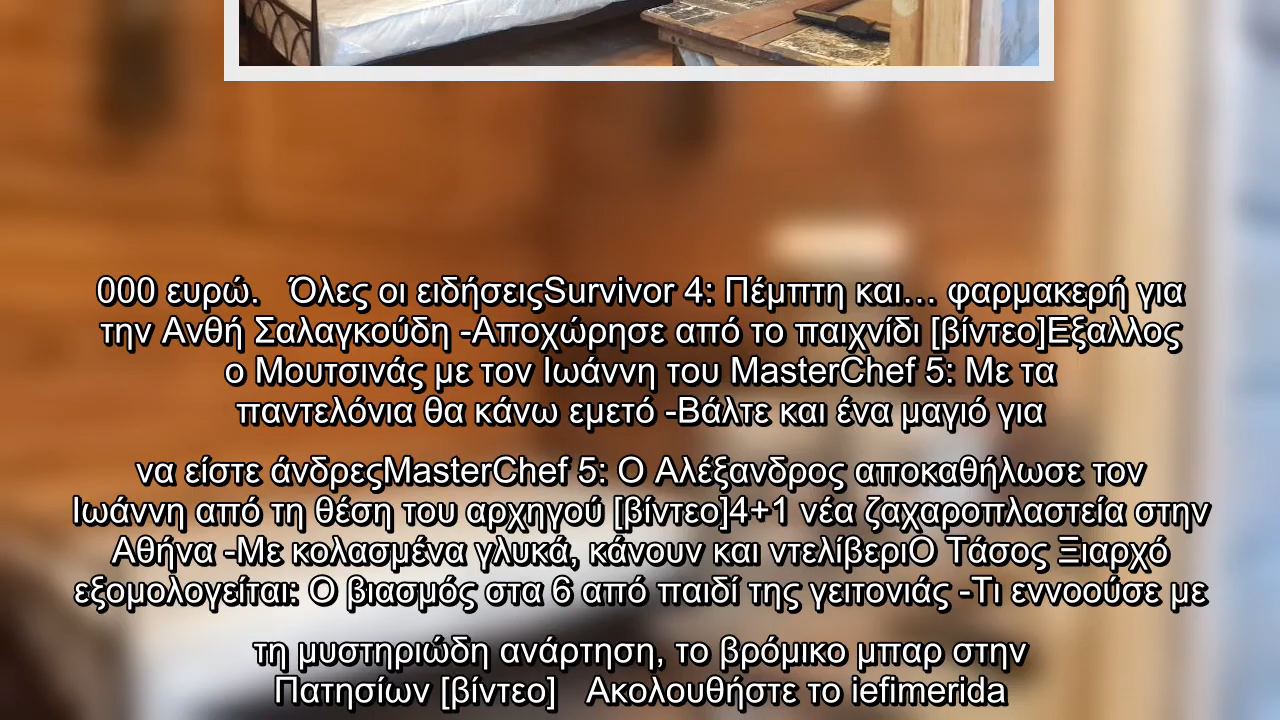 000 ευρώ.   Όλες οι ειδήσειςSurvivor 4: Πέμπτη και… φαρμακερή για
την Ανθή Σαλαγκούδη -Αποχώρησε από το παιχνίδι [βίντεο]Εξαλλος
ο Μουτσινάς με τον Ιωάννη του MasterChef 5: Με τα
παντελόνια θα κάνω εμετό -Βάλτε και ένα μαγιό για
να είστε άνδρεςMasterChef 5: Ο Αλέξανδρος αποκαθήλωσε τον
Ιωάννη από τη θέση του αρχηγού [βίντεο]4+1 νέα ζαχαροπλαστεία στην
Αθήνα -Με κολασμένα γλυκά, κάνουν και ντελίβεριΟ Τάσος Ξιαρχό
εξομολογείται: Ο βιασμός στα 6 από παιδί της γειτονιάς -Τι εννοούσε με
τη μυστηριώδη ανάρτηση, το βρόμικο μπαρ στην
Πατησίων [βίντεο]   Ακολουθήστε το iefimerida